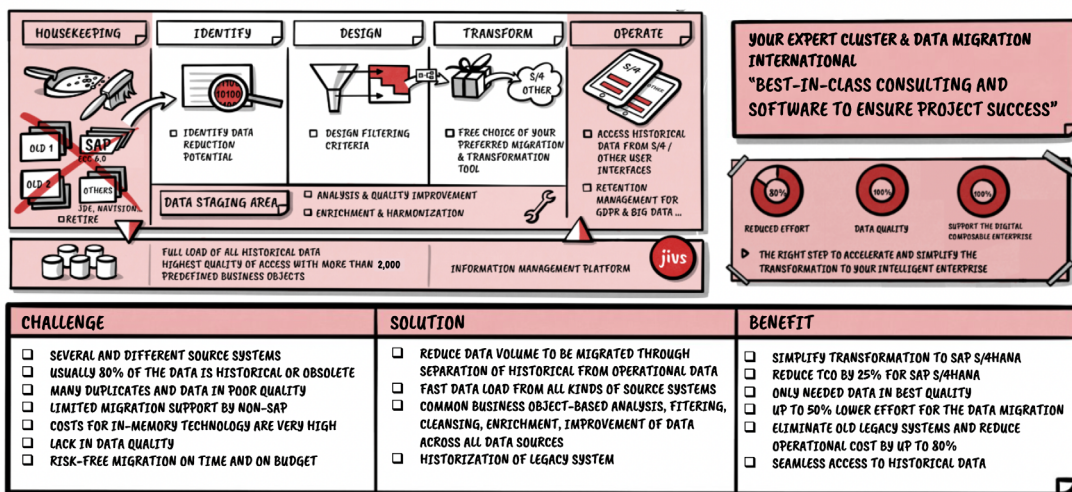 HOUSEKEEPING
IDENTIFY
DESIGN
TRANSFORM
OPERATE
OLD 1
SAP
ECC 6.0
OLD 2
OTHERS
JDE, NAVISION...
RETIRE
10100
IDENTIFY DATA
REDUCTION
POTENTIAL
DESIGN FILTERING
CRITERIA
S/4
OTHER
FREE CHOICE OF YOUR
PREFERRED MIGRATION
& TRANSFORMATION
TOOL
S/4
OTHER
ACCESS HISTORICAL
DATA FROM S/4 /
OTHER USER
INTERFACES
RETENTION
MANAGEMENT FOR
GDPR & BIG DATA ...
DATA STAGING AREA
ANALYSIS & QUALITY IMPROVEMENT
ENRICHMENT & HARMONIZATION
FULL LOAD OF ALL HISTORICAL DATA
HIGHEST QUALITY OF ACCESS WITH MORE THAN 2,000
PREDEFINED BUSINESS OBJECTS
INFORMATION MANAGEMENT PLATFORM
jivs
YOUR EXPERT CLUSTER & DATA MIGRATION
INTERNATIONAL
"BEST-IN-CLASS CONSULTING AND
SOFTWARE TO ENSURE PROJECT SUCCESS"
80%
100%
100%
REDUCED EFFORT
DATA QUALITY
SUPPORT THE DIGITAL
COMPOSABLE ENTERPRISE
THE RIGHT STEP TO ACCELERATE AND SIMPLIFY THE
TRANSFORMATION TO YOUR INTELLIGENT ENTERPRISE
CHALLENGE
SEVERAL AND DIFFERENT SOURCE SYSTEMS
USUALLY 80% OF THE DATA IS HISTORICAL OR OBSOLETE
MANY DUPLICATES AND DATA IN POOR QUALITY
LIMITED MIGRATION SUPPORT BY NON-SAP
COSTS FOR IN-MEMORY TECHNOLOGY ARE VERY HIGH
LACK IN DATA QUALITY
RISK-FREE MIGRATION ON TIME AND ON BUDGET
SOLUTION
REDUCE DATA VOLUME TO BE MIGRATED THROUGH
SEPARATION OF HISTORICAL FROM OPERATIONAL DATA
FAST DATA LOAD FROM ALL KINDS OF SOURCE SYSTEMS
COMMON BUSINESS OBJECT-BASED ANALYSIS, FITERING,
CLEANSING, ENRICHMENT, IMPROVEMENT OF DATA
ACROSS ALL DATA SOURCES
HISTORIZATION OF LEGACY SYSTEM
BENEFIT
SIMPLIFY TRANSFORMATION TO SAP S/4HANA
REDUCE TCO BY 25% FOR SAP S/4HANA
ONLY NEEDED DATA IN BEST QUALITY
UP TO 50% LOWER EFFORT FOR THE DATA MIGRATION
ELIMINATE OLD LEGACY SYSTEMS AND REDUCE
OPERATIONAL COST BY UP TO 80%
SEAMLESS ACCESS TO HISTORICAL DATA